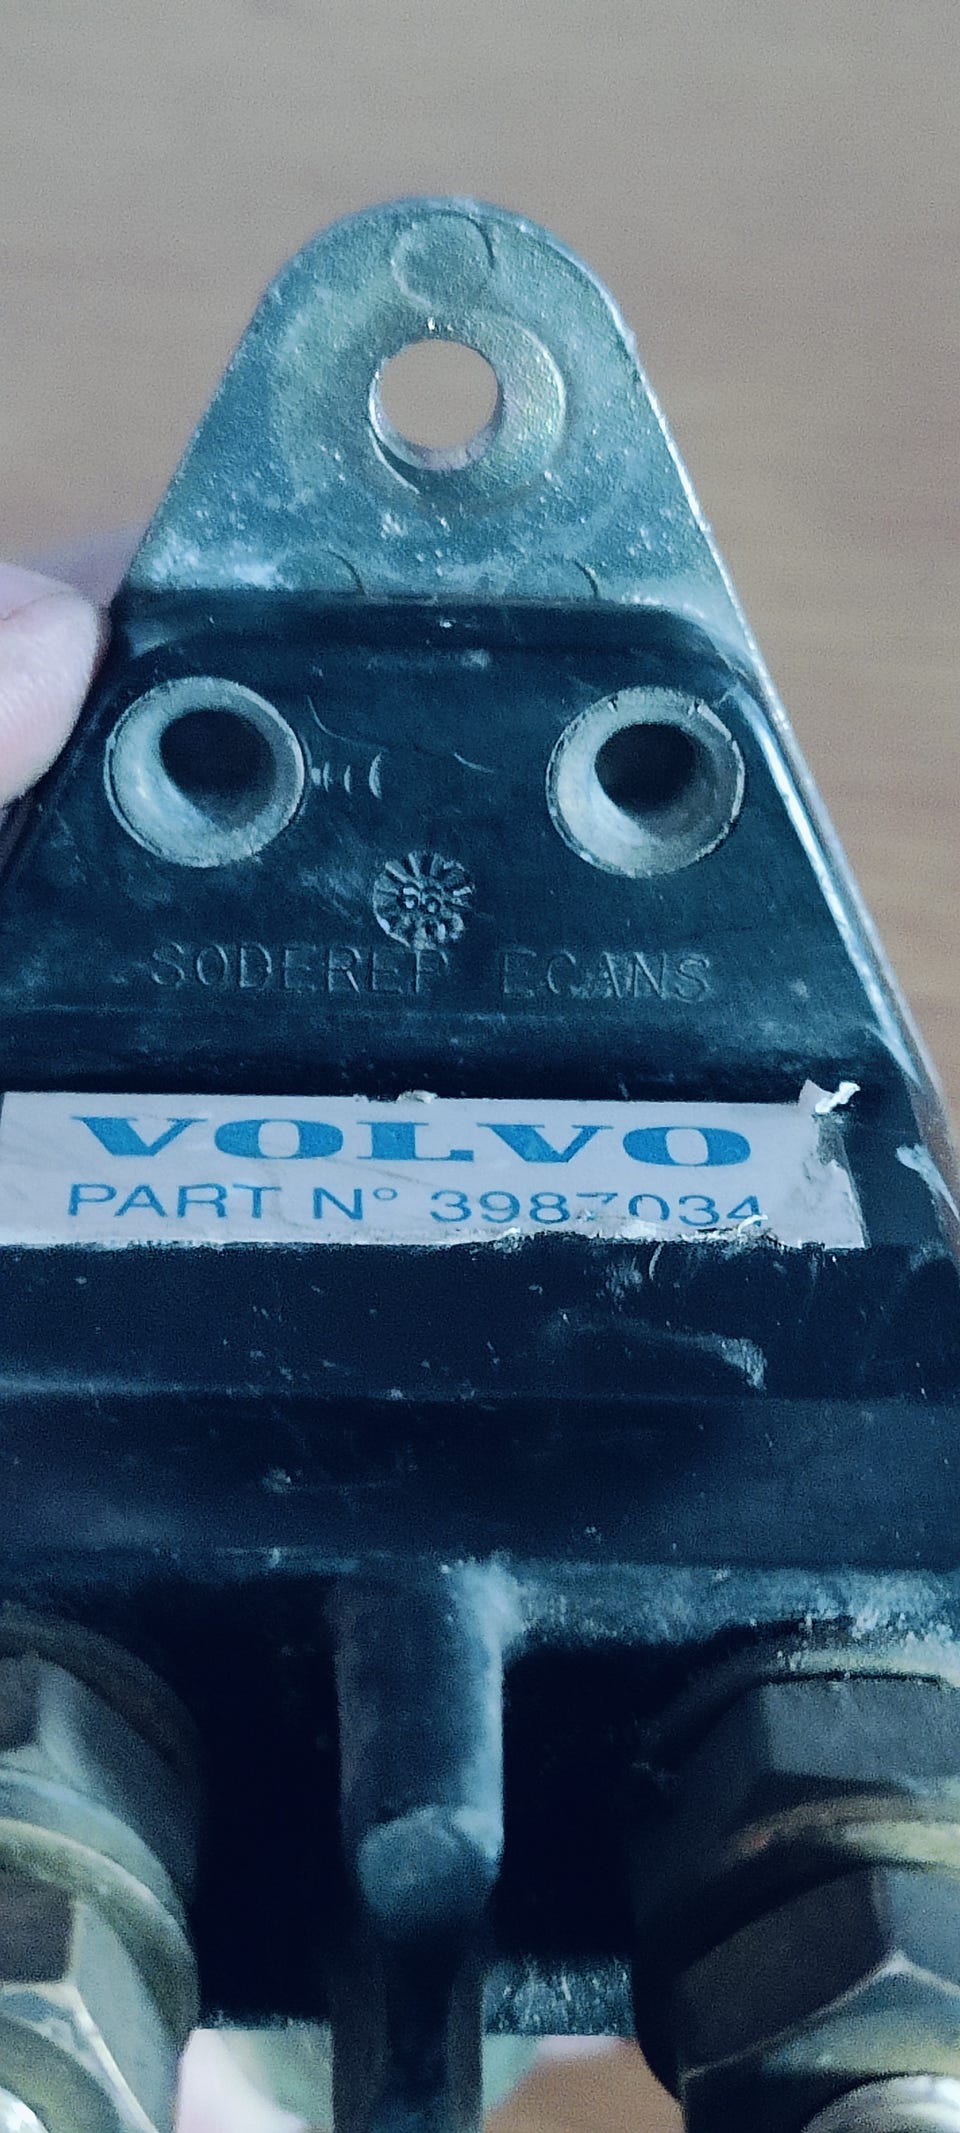 SODEREP ECANS
VOLVO
PART N° 3987034